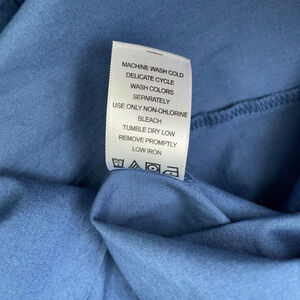 MACHINE WASH COLD
DELICATE CYCLE
WASH COLORS
SEPARATELY
USE ONLY NON-CHLORINE
BLEACH
TUMBLE DRY LOW
REMOVE PROMPTLY
LOW IRON